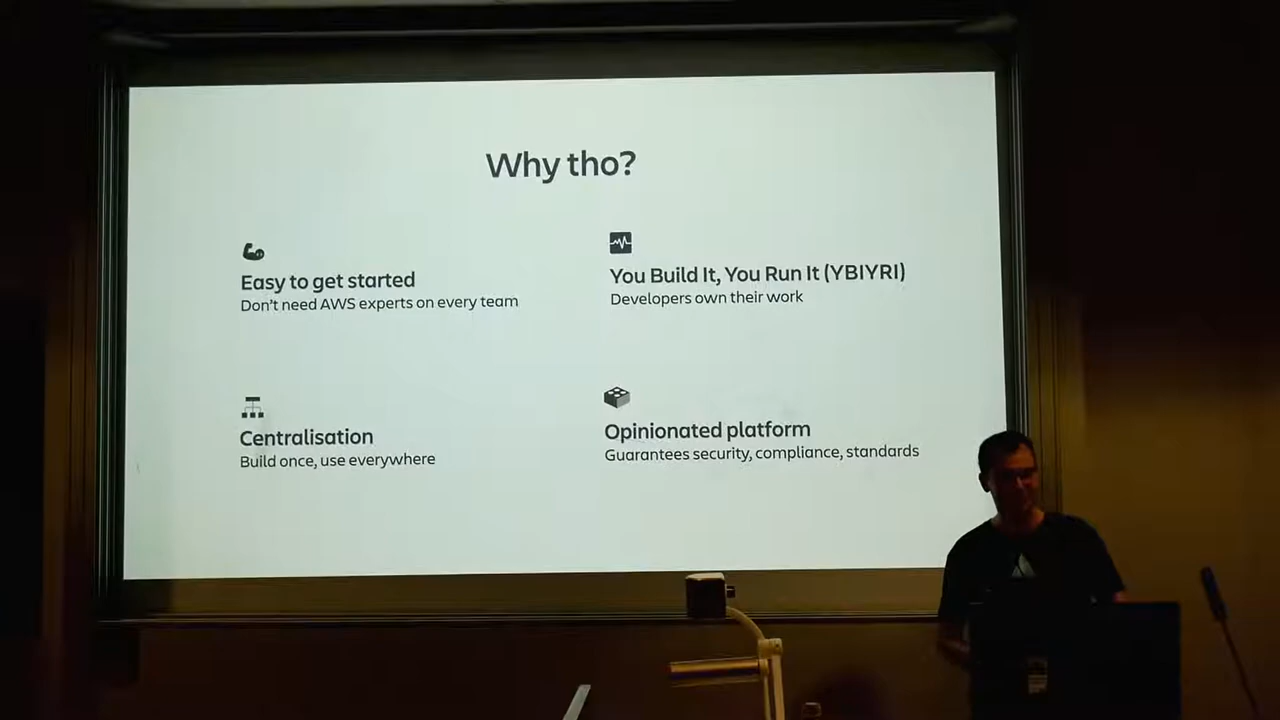 Why tho?
Easy to get started
Don't need AWS experts on every team
You Build It, You Run It (YBIYRI)
Developers own their work
Centralisation
Build once, use everywhere
Opinionated platform
Guarantees security, compliance, standards